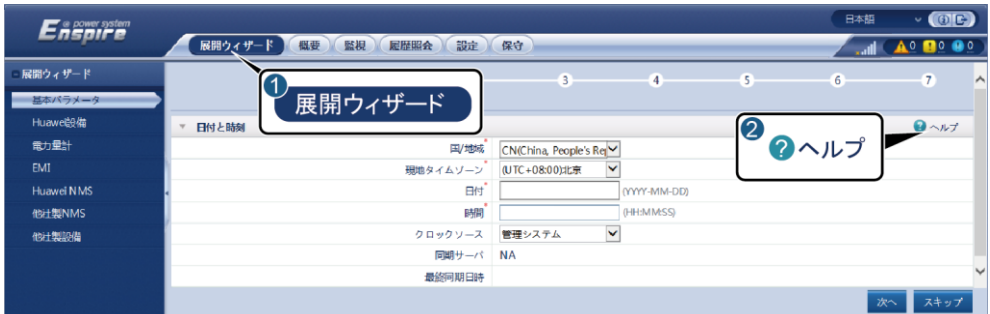 e power system
Enspire
日本語
展開ウィザード 概要 監視 履歴照会 設定 保守
0 0 0
展開ウィザード
基本パラメータ
Huawei設備
電力量計
EMI
Huawei NMS
他社製NMS
他社製設備
3 4 5 6 7
1
展開ウィザード
2
? ヘルプ
日付と時刻
? ヘルプ
国/地域* CN(China, People's Rep
現地タイムゾーン* (UTC+08:00)北京
日付* (YYYY-MM-DD)
時間* (HH:MM:SS)
クロックソース 管理システム
同期サーバ NA
最終同期日時
次へ スキップ